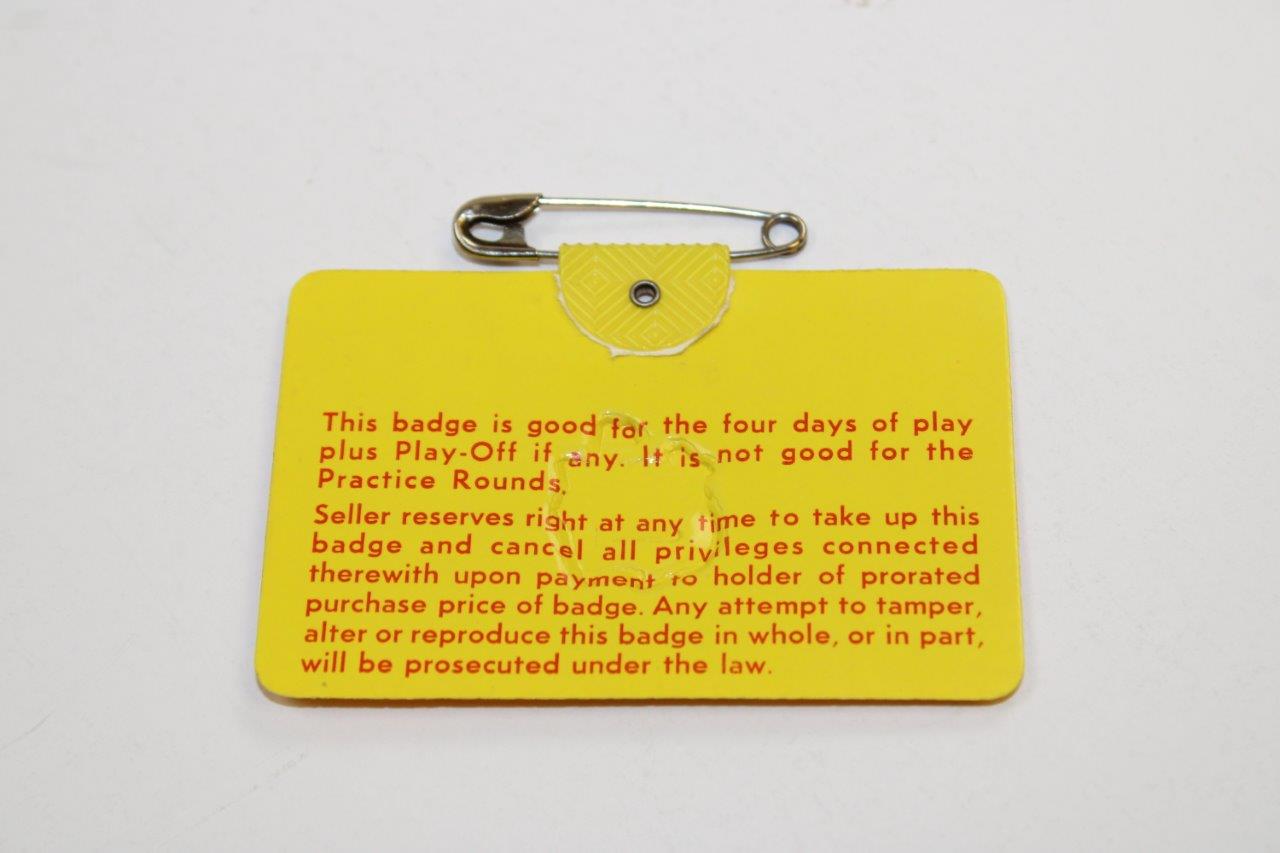 This badge is good for the four days of play
plus Play-Off if any. It is not good for the
Practice Rounds.
Seller reserves right at any time to take up this
badge and cancel all privileges connected
therewith upon payment to holder of prorated
purchase price of badge. Any attempt to tamper,
alter or reproduce this badge in whole, or in part,
will be prosecuted under the law.